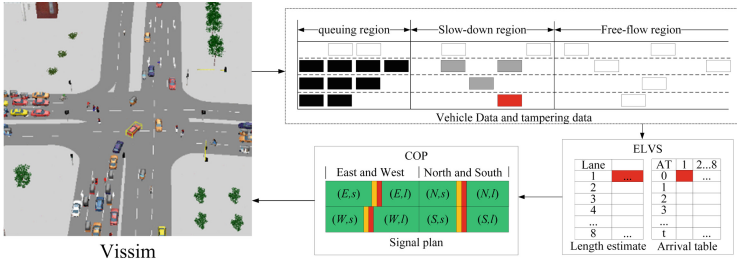 queuing region
Slow-down region
Free-flow region
Vehicle Data and tampering data
ELVS
Lane
1 ...
2
3
4
...
8 ...
Length estimate
AT 1 2...8
0 ...
1
2
3
...
t ...
Arrival table
COP
East and West North and South
(E,s) (E,l) (N,s) (N,l)
(W,s) (W,l) (S,s) (S,l)
Signal plan
Vissim